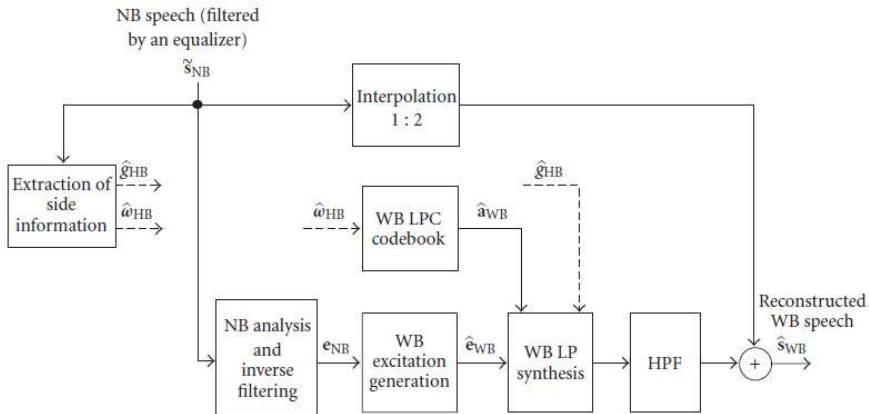 NB speech (filtered
by an equalizer)
s̃NB
Interpolation
1 : 2
Extraction of
side
information
ĝHB
ω̂HB
ω̂HB
WB LPC
codebook
âWB
ĝHB
NB analysis
and
inverse
filtering
eNB
WB
excitation
generation
êWB
WB LP
synthesis
HPF
+
Reconstructed
WB speech
ŝWB